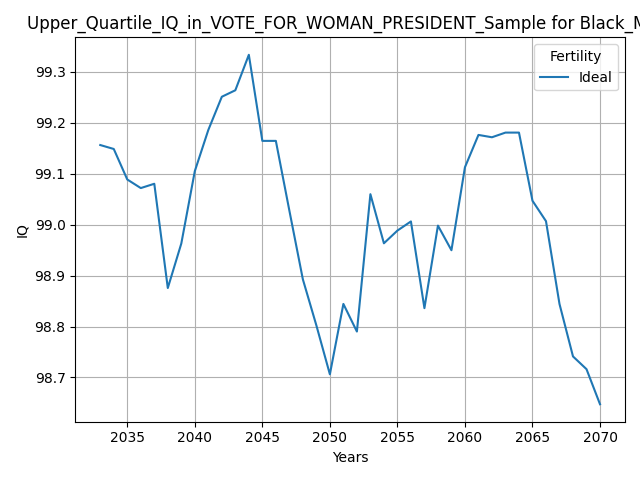 Upper_Quartile_IQ_in_VOTE_FOR_WOMAN_PRESIDENT_Sample for Black_M
Fertility
Ideal
99.3
99.2
99.1
99.0
98.9
98.8
98.7
IQ
2035 2040 2045 2050 2055 2060 2065 2070
Years